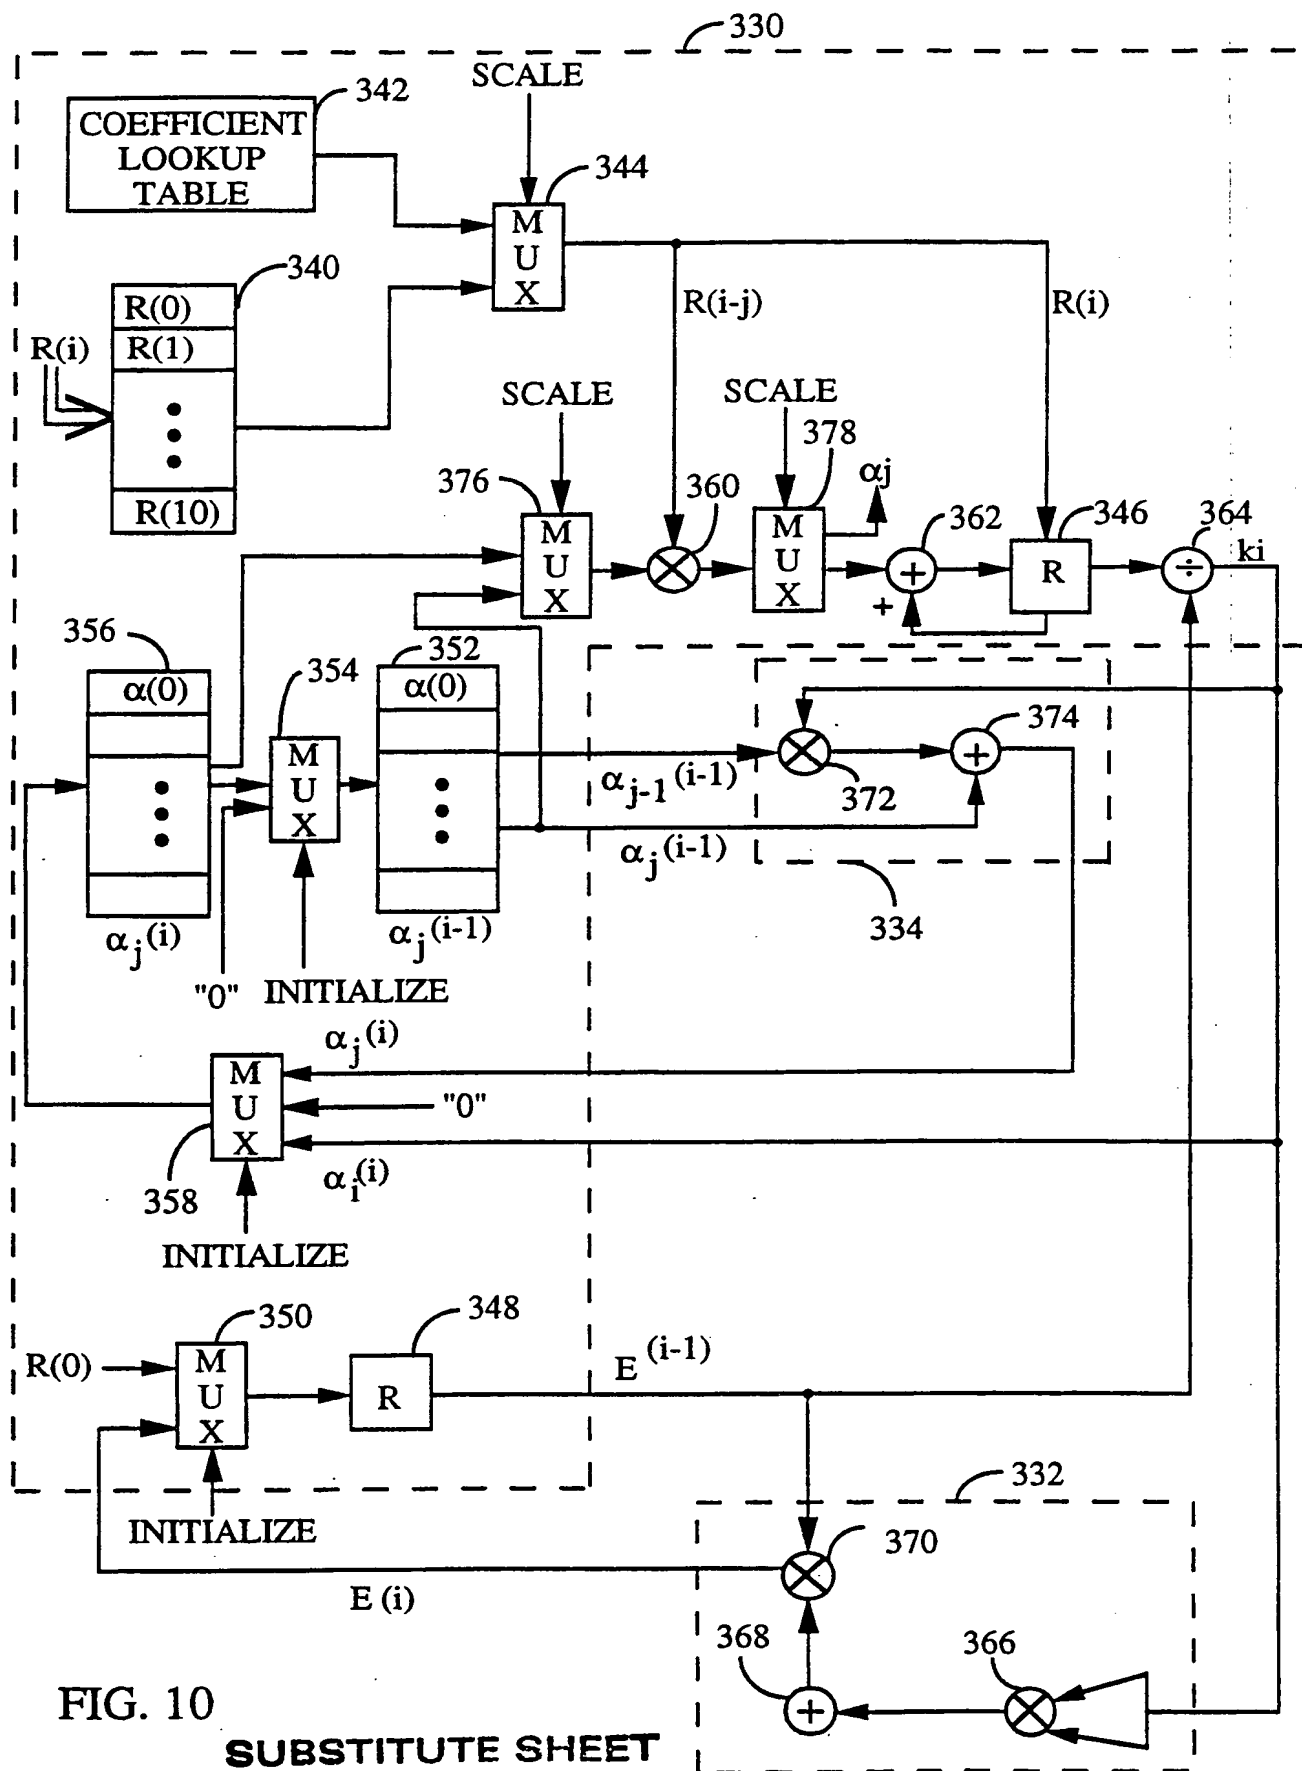 330
SCALE
342
COEFFICIENT
LOOKUP
TABLE
344
M
U
X
340
R(0)
R(1)
R(10)
R(i)
R(i-j)
R(i)
SCALE
SCALE
378
376
M
U
X
360
M
U
X
αj
362
+
+
346
R
364
÷
ki
356
α(0)
αj(i)
354
M
U
X
352
α(0)
αj(i-1)
αj-1(i-1)
αj(i-1)
372
374
+
334
"0"
INITIALIZE
αj(i)
M
U
X
"0"
αi(i)
358
INITIALIZE
350
348
R(0)
M
U
X
R
E(i-1)
INITIALIZE
332
370
E (i)
368
+
366
FIG. 10
SUBSTITUTE SHEET